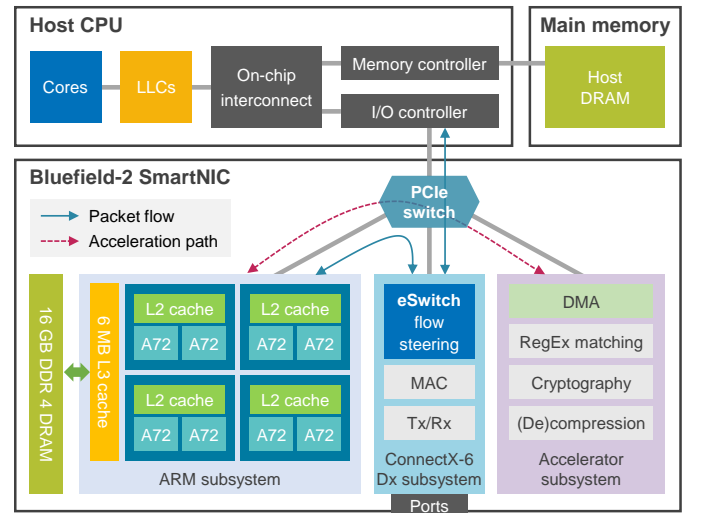 Host CPU
Main memory
Cores
LLCs
On-chip
interconnect
Memory controller
I/O controller
Host
DRAM
Bluefield-2 SmartNIC
Packet flow
Acceleration path
PCIe
switch
16 GB DDR 4 DRAM
6 MB L3 cache
L2 cache
A72 A72
L2 cache
A72 A72
L2 cache
A72 A72
L2 cache
A72 A72
ARM subsystem
eSwitch
flow
steering
MAC
Tx/Rx
ConnectX-6
Dx subsystem
DMA
RegEx matching
Cryptography
(De)compression
Accelerator
subsystem
Ports